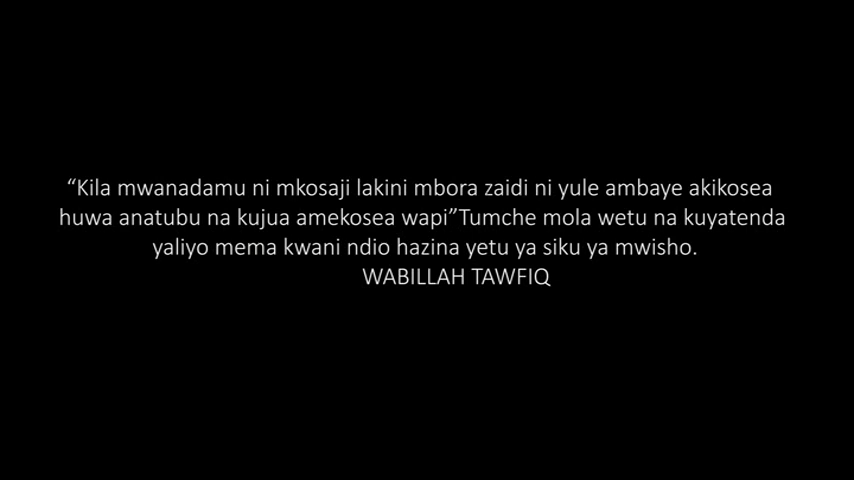 “Kila mwanadamu ni mkosaji lakini mbora zaidi ni yule ambaye akikosea
huwa anatubu na kujua amekosea wapi”Tumche mola wetu na kuyatenda
yaliyo mema kwani ndio hazina yetu ya siku ya mwisho.
WABILLAH TAWFIQ